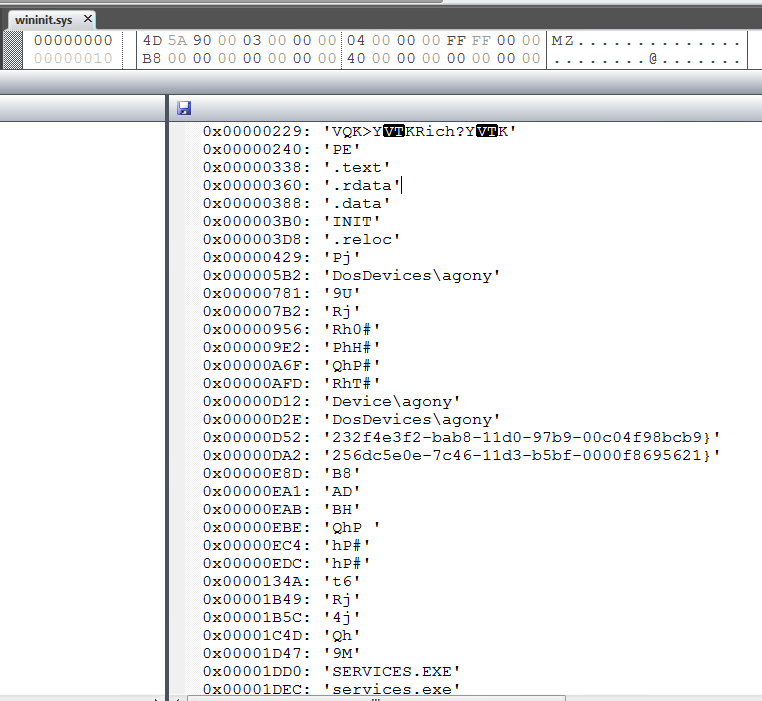 wininit.sys ×
00000000 4D 5A 90 00 03 00 00 00 04 00 00 00 FF FF 00 00 MZ..............
00000010 B8 00 00 00 00 00 00 00 40 00 00 00 00 00 00 00 ........@.......
0x00000229: 'VQK>YVTKRich?YVTK'
0x00000240: 'PE'
0x00000338: '.text'
0x00000360: '.rdata'
0x00000388: '.data'
0x000003B0: 'INIT'
0x000003D8: '.reloc'
0x00000429: 'Pj'
0x000005B2: 'DosDevices\agony'
0x00000781: '9U'
0x000007B2: 'Rj'
0x00000956: 'Rh0#'
0x000009E2: 'PhH#'
0x00000A6F: 'QhP#'
0x00000AFD: 'RhT#'
0x00000D12: 'Device\agony'
0x00000D2E: 'DosDevices\agony'
0x00000D52: '232f4e3f2-bab8-11d0-97b9-00c04f98bcb9}'
0x00000DA2: '256dc5e0e-7c46-11d3-b5bf-0000f8695621}'
0x00000E8D: 'B8'
0x00000EA1: 'AD'
0x00000EAB: 'BH'
0x00000EBE: 'QhP '
0x00000EC4: 'hP#'
0x00000EDC: 'hP#'
0x0000134A: 't6'
0x00001B49: 'Rj'
0x00001B5C: '4j'
0x00001C4D: 'Qh'
0x00001D47: '9M'
0x00001DD0: 'SERVICES.EXE'
0x00001DEC: 'services.exe'